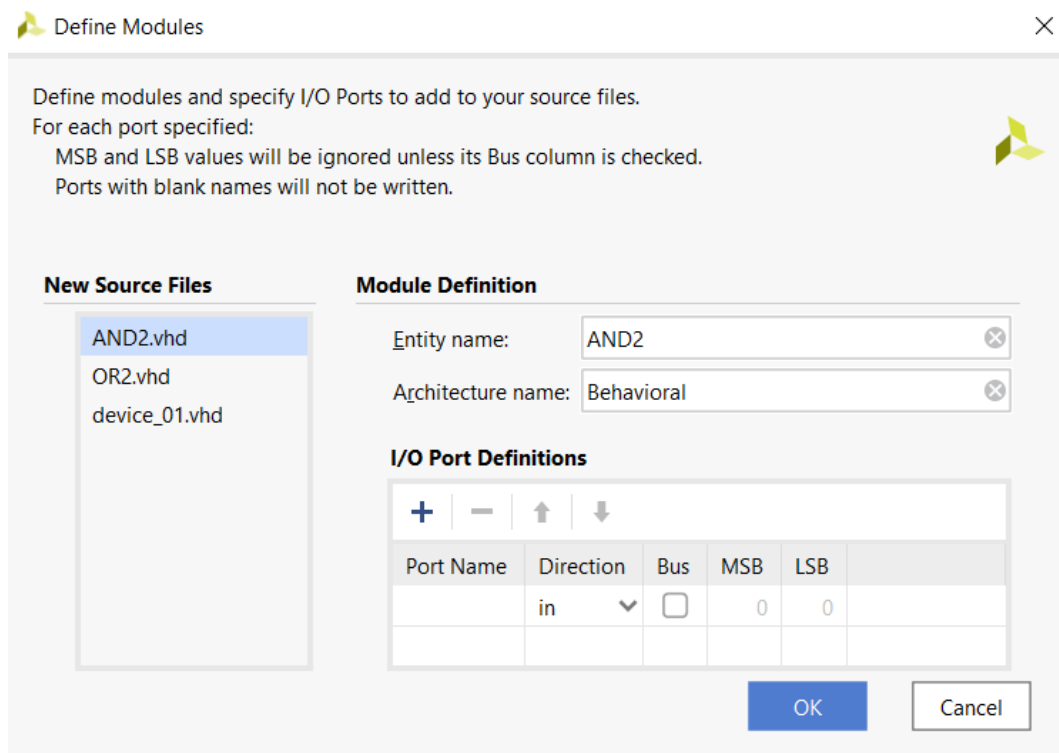 Define Modules
Define modules and specify I/O Ports to add to your source files.
For each port specified:
MSB and LSB values will be ignored unless its Bus column is checked.
Ports with blank names will not be written.
New Source Files
AND2.vhd
OR2.vhd
device_01.vhd
Module Definition
Entity name: AND2
Architecture name: Behavioral
I/O Port Definitions
Port Name Direction Bus MSB LSB
in 0 0
OK Cancel